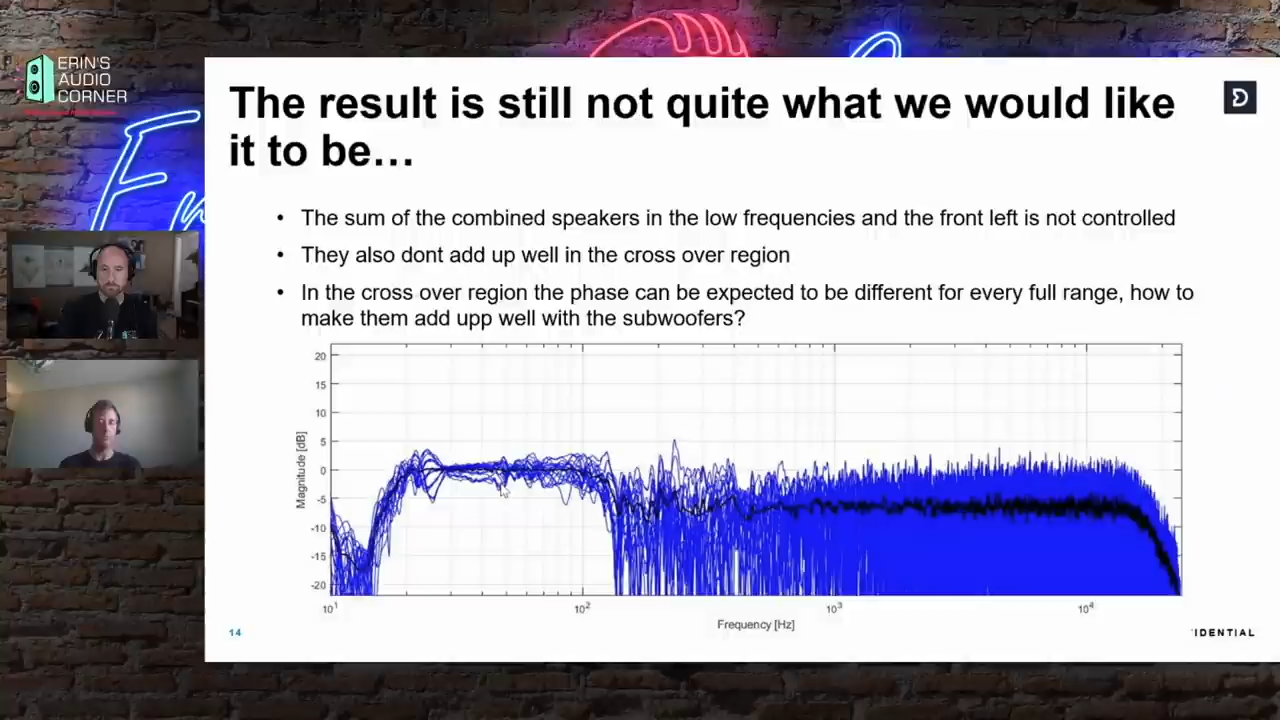 ERIN'S
AUDIO
CORNER
The result is still not quite what we would like
it to be…
• The sum of the combined speakers in the low frequencies and the front left is not controlled
• They also dont add up well in the cross over region
• In the cross over region the phase can be expected to be different for every full range, how to
make them add upp well with the subwoofers?
20
15
10
5
0
-5
-10
-15
-20
Magnitude [dB]
10¹
10²
10³
10⁴
Frequency [Hz]
14
IDENTIAL